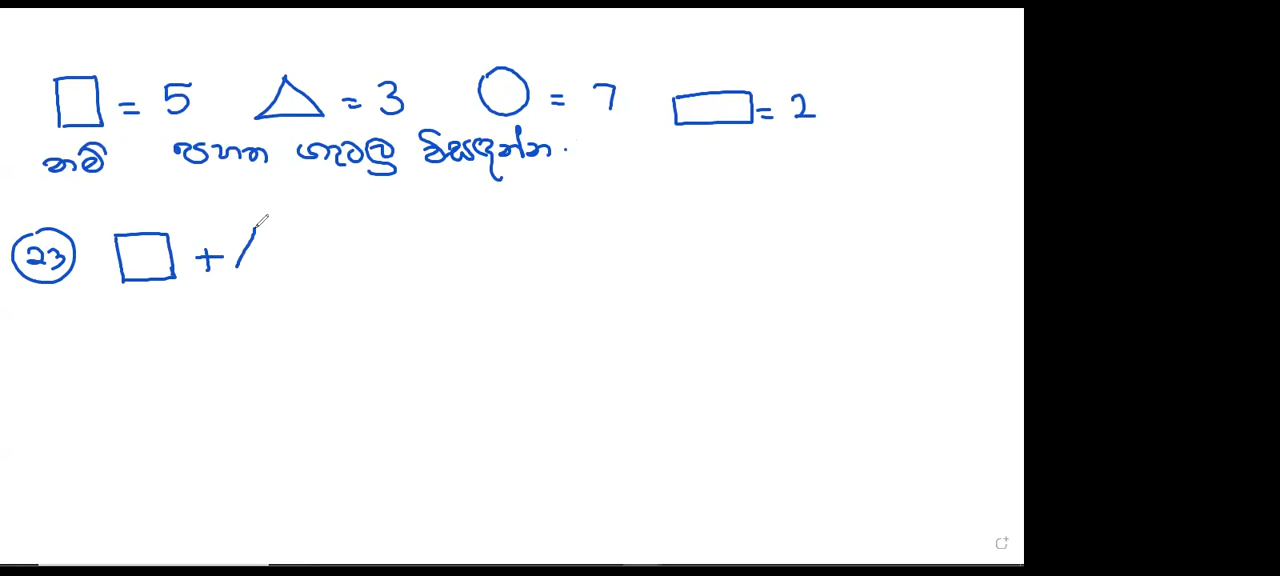 □ = 5 △ = 3 ○ = 7 ▭ = 2
නම් පහත ගැටලු විසඳන්න.
23 □ + /